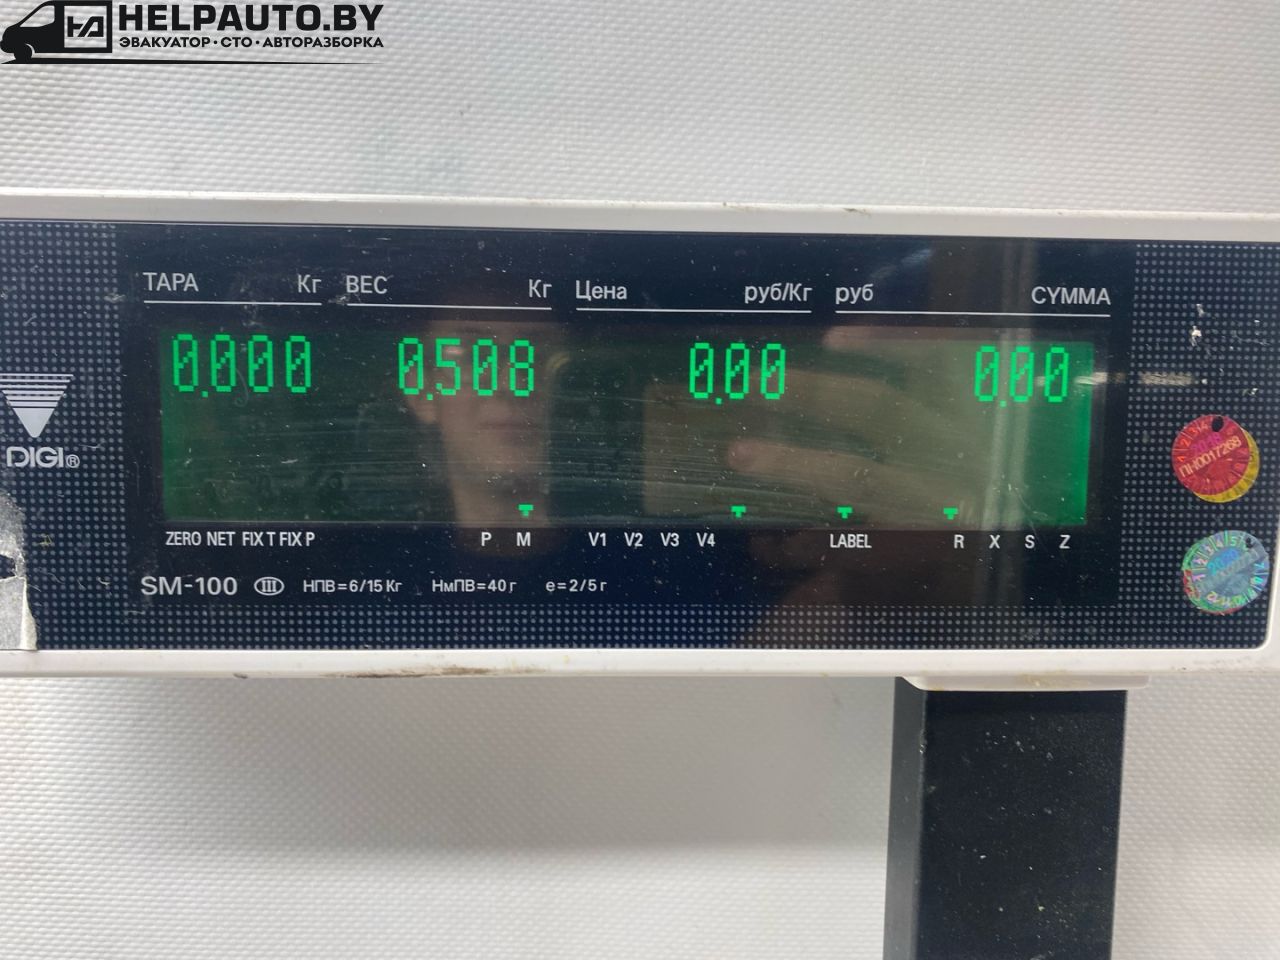 HELPAUTO.BY
ЭВАКУАТОР·СТО·АВТОРАЗБОРКА
ТАРА Кг ВЕС Кг Цена руб/Кг руб СУММА
0.000 0.508 0.00 0.00
DIGI®
ПН0017268
ZERO NET FIX T FIX P P M V1 V2 V3 V4 LABEL R X S Z
SM-100 III НПВ=6/15 Кг НмПВ=40 г e=2/5 г